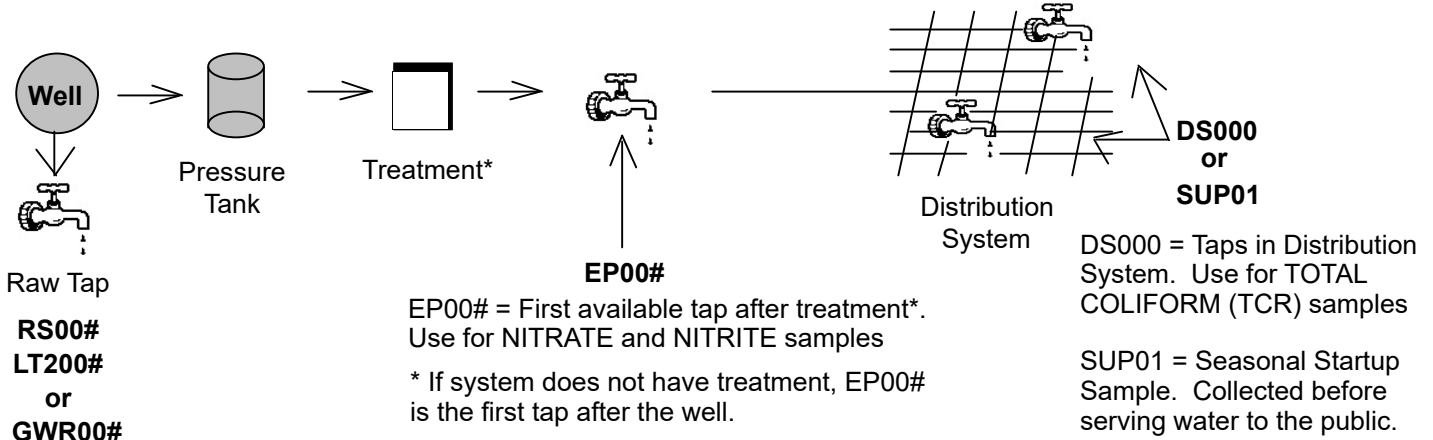 Well
Pressure
Tank
Treatment*
Raw Tap
RS00#
LT200#
or
GWR00#
EP00#
EP00# = First available tap after treatment*.
Use for NITRATE and NITRITE samples
* If system does not have treatment, EP00#
is the first tap after the well.
Distribution
System
DS000
or
SUP01
DS000 = Taps in Distribution
System. Use for TOTAL
COLIFORM (TCR) samples
SUP01 = Seasonal Startup
Sample. Collected before
serving water to the public.